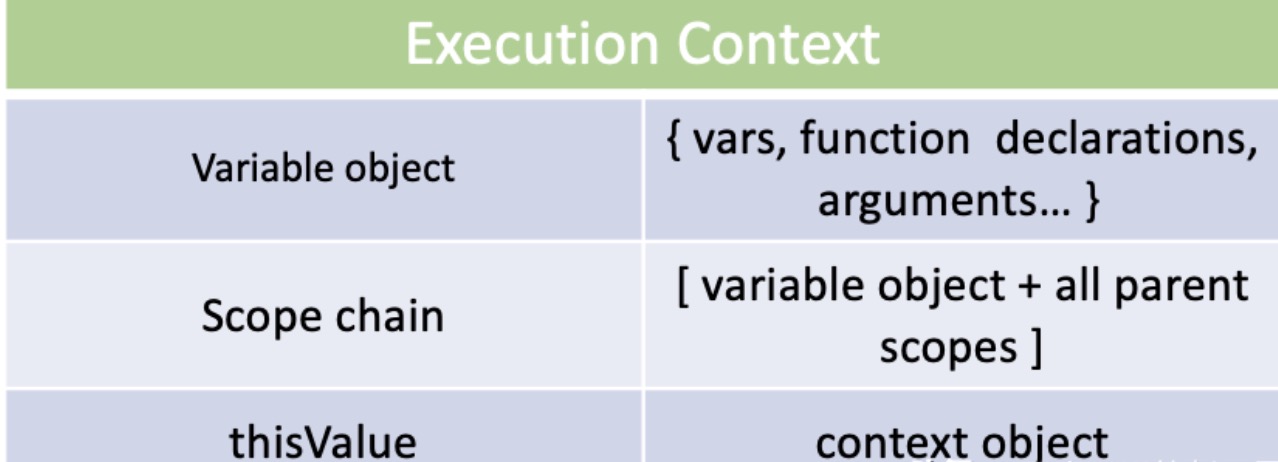 Execution Context
Variable object
{ vars, function declarations,
arguments... }
Scope chain
[ variable object + all parent
scopes ]
thisValue
context object